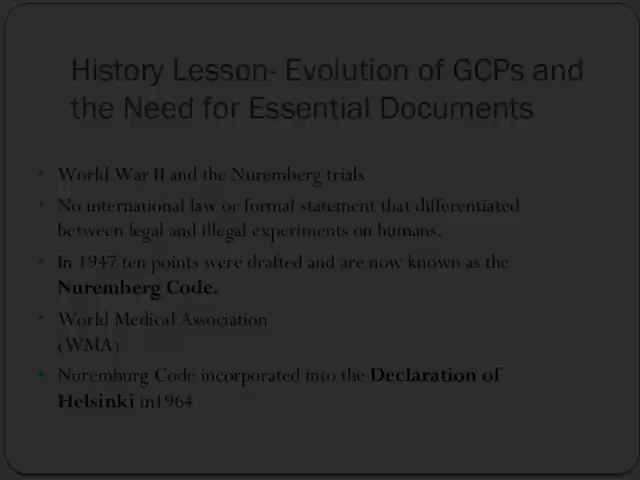 History Lesson- Evolution of GCPs and
the Need for Essential Documents
• World War II and the Nuremberg trials
• No international law or formal statement that differentiated
between legal and illegal experiments on humans.
• In 1947 ten points were drafted and are now known as the
Nuremberg Code.
• World Medical Association
(WMA)
• Nuremburg Code incorporated into the Declaration of
Helsinki in1964